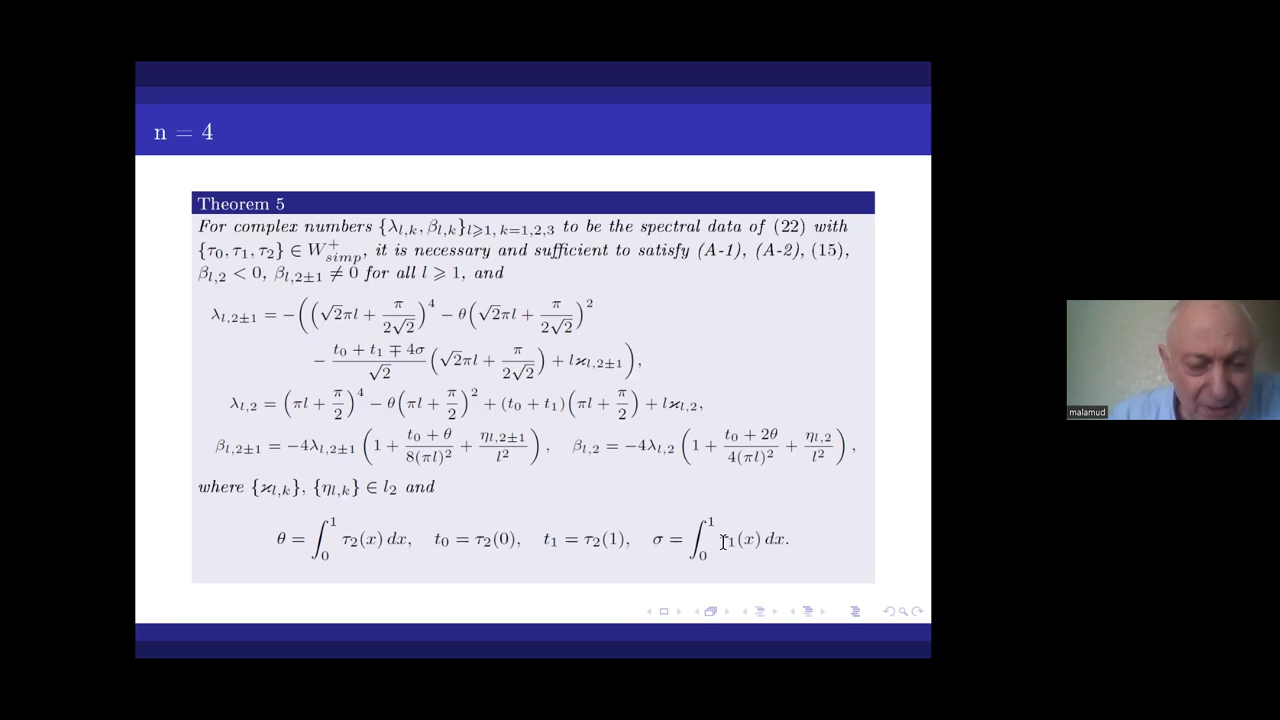 n = 4
Theorem 5
For complex numbers {λ_{l,k}, β_{l,k}}_{l⩾1, k=1,2,3} to be the spectral data of (22) with
{τ_0, τ_1, τ_2} ∈ W^+_{simp}, it is necessary and sufficient to satisfy (A-1), (A-2), (15),
β_{l,2} < 0, β_{l,2±1} ≠ 0 for all l ⩾ 1, and
λ_{l,2±1} = −((√2πl + π/(2√2))^4 − θ(√2πl + π/(2√2))^2
− (t_0 + t_1 ∓ 4σ)/√2 (√2πl + π/(2√2)) + lϰ_{l,2±1}),
λ_{l,2} = (πl + π/2)^4 − θ(πl + π/2)^2 + (t_0 + t_1)(πl + π/2) + lϰ_{l,2},
β_{l,2±1} = −4λ_{l,2±1} (1 + (t_0 + θ)/(8(πl)^2) + η_{l,2±1}/l^2), β_{l,2} = −4λ_{l,2} (1 + (t_0 + 2θ)/(4(πl)^2) + η_{l,2}/l^2),
where {ϰ_{l,k}}, {η_{l,k}} ∈ l_2 and
θ = ∫_0^1 τ_2(x) dx, t_0 = τ_2(0), t_1 = τ_2(1), σ = ∫_0^1 τ_1(x) dx.
malamud